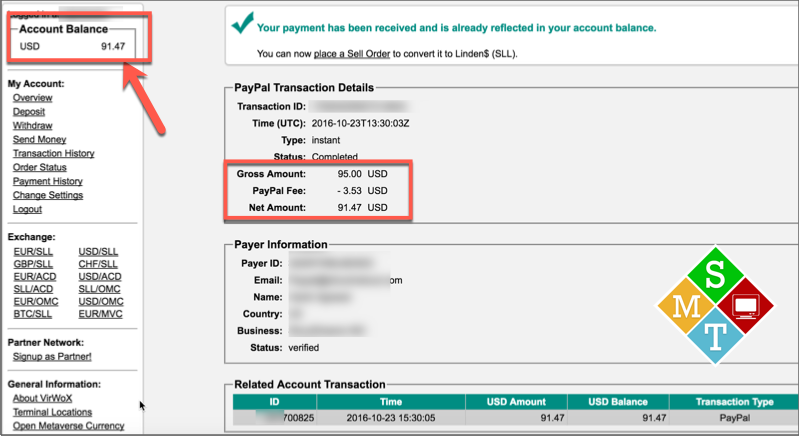 Logged in
Account Balance
USD 91.47
My Account:
Overview
Deposit
Withdraw
Send Money
Transaction History
Order Status
Payment History
Change Settings
Logout
Exchange:
EUR/SLL USD/SLL
GBP/SLL CHF/SLL
EUR/ACD USD/ACD
SLL/ACD SLL/OMC
EUR/OMC USD/OMC
BTC/SLL EUR/MVC
Partner Network:
Signup as Partner!
General Information:
About VirWoX
Terminal Locations
Open Metaverse Currency
Your payment has been received and is already reflected in your account balance.
You can now place a Sell Order to convert it to Linden$ (SLL).
PayPal Transaction Details
Transaction ID:
Time (UTC): 2016-10-23T13:30:03Z
Type: instant
Status: Completed
Gross Amount: 95.00 USD
PayPal Fee: - 3.53 USD
Net Amount: 91.47 USD
Payer Information
Payer ID:
Email: om
Name:
Country:
Business:
Status: verified
S
M
T
Related Account Transaction
ID Time USD Amount USD Balance Transaction Type
700825 2016-10-23 15:30:05 91.47 91.47 PayPal